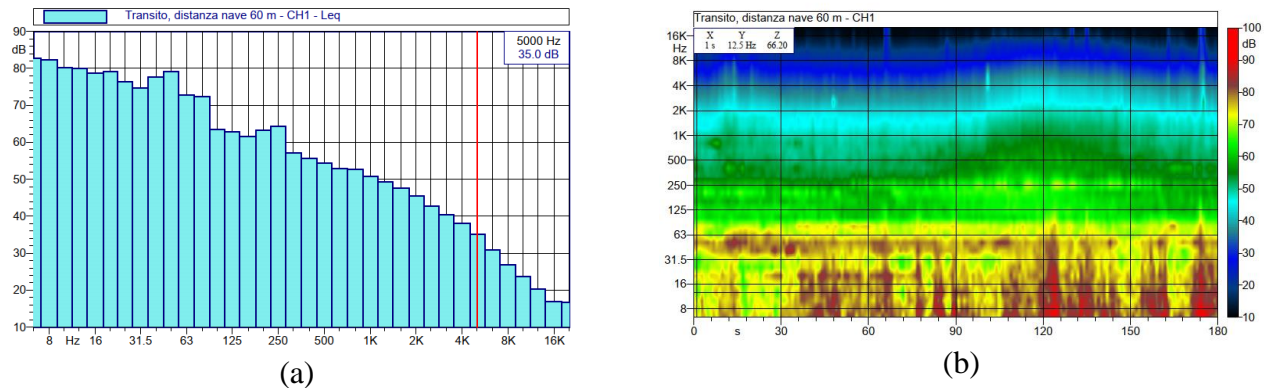 Transito, distanza nave 60 m - CH1 - Leq
90
dB
80
70
60
50
40
30
20
10
5000 Hz
35.0 dB
8 Hz 16 31.5 63 125 250 500 1K 2K 4K 8K 16K
(a)
Transito, distanza nave 60 m - CH1
X Y Z
1 s 12.5 Hz 66.20
16K
Hz
8K
4K
2K
1K
500
250
125
63
31.5
16
8
0 s 30 60 90 120 150 180
100
dB
90
80
70
60
50
40
30
20
10
(b)